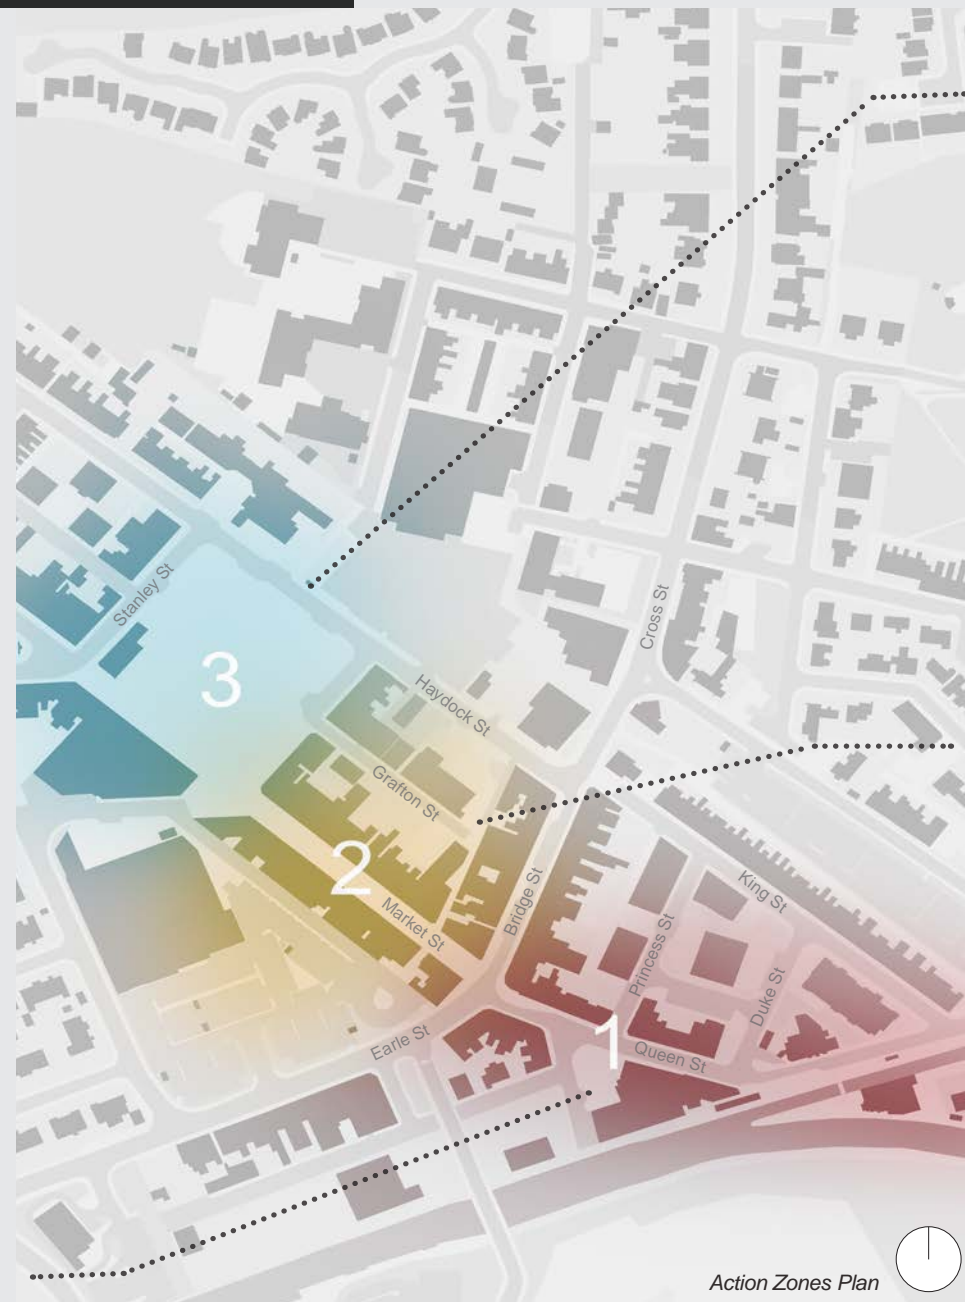 Stanley St
Cross St
3
Haydock St
Grafton St
2
King St
Bridge St
Market St
Princess St
Duke St
1
Earle St
Queen St
Action Zones Plan